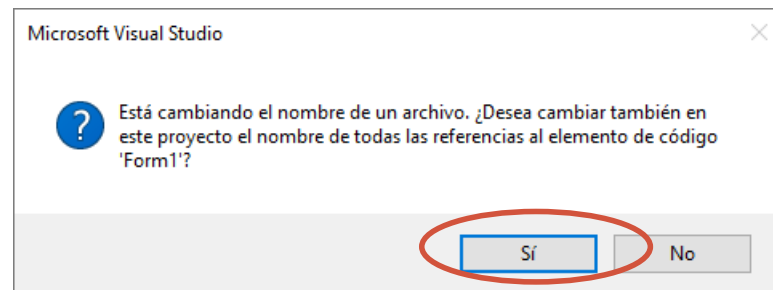 Microsoft Visual Studio
Está cambiando el nombre de un archivo. ¿Desea cambiar también en
este proyecto el nombre de todas las referencias al elemento de código
'Form1'?
Sí No